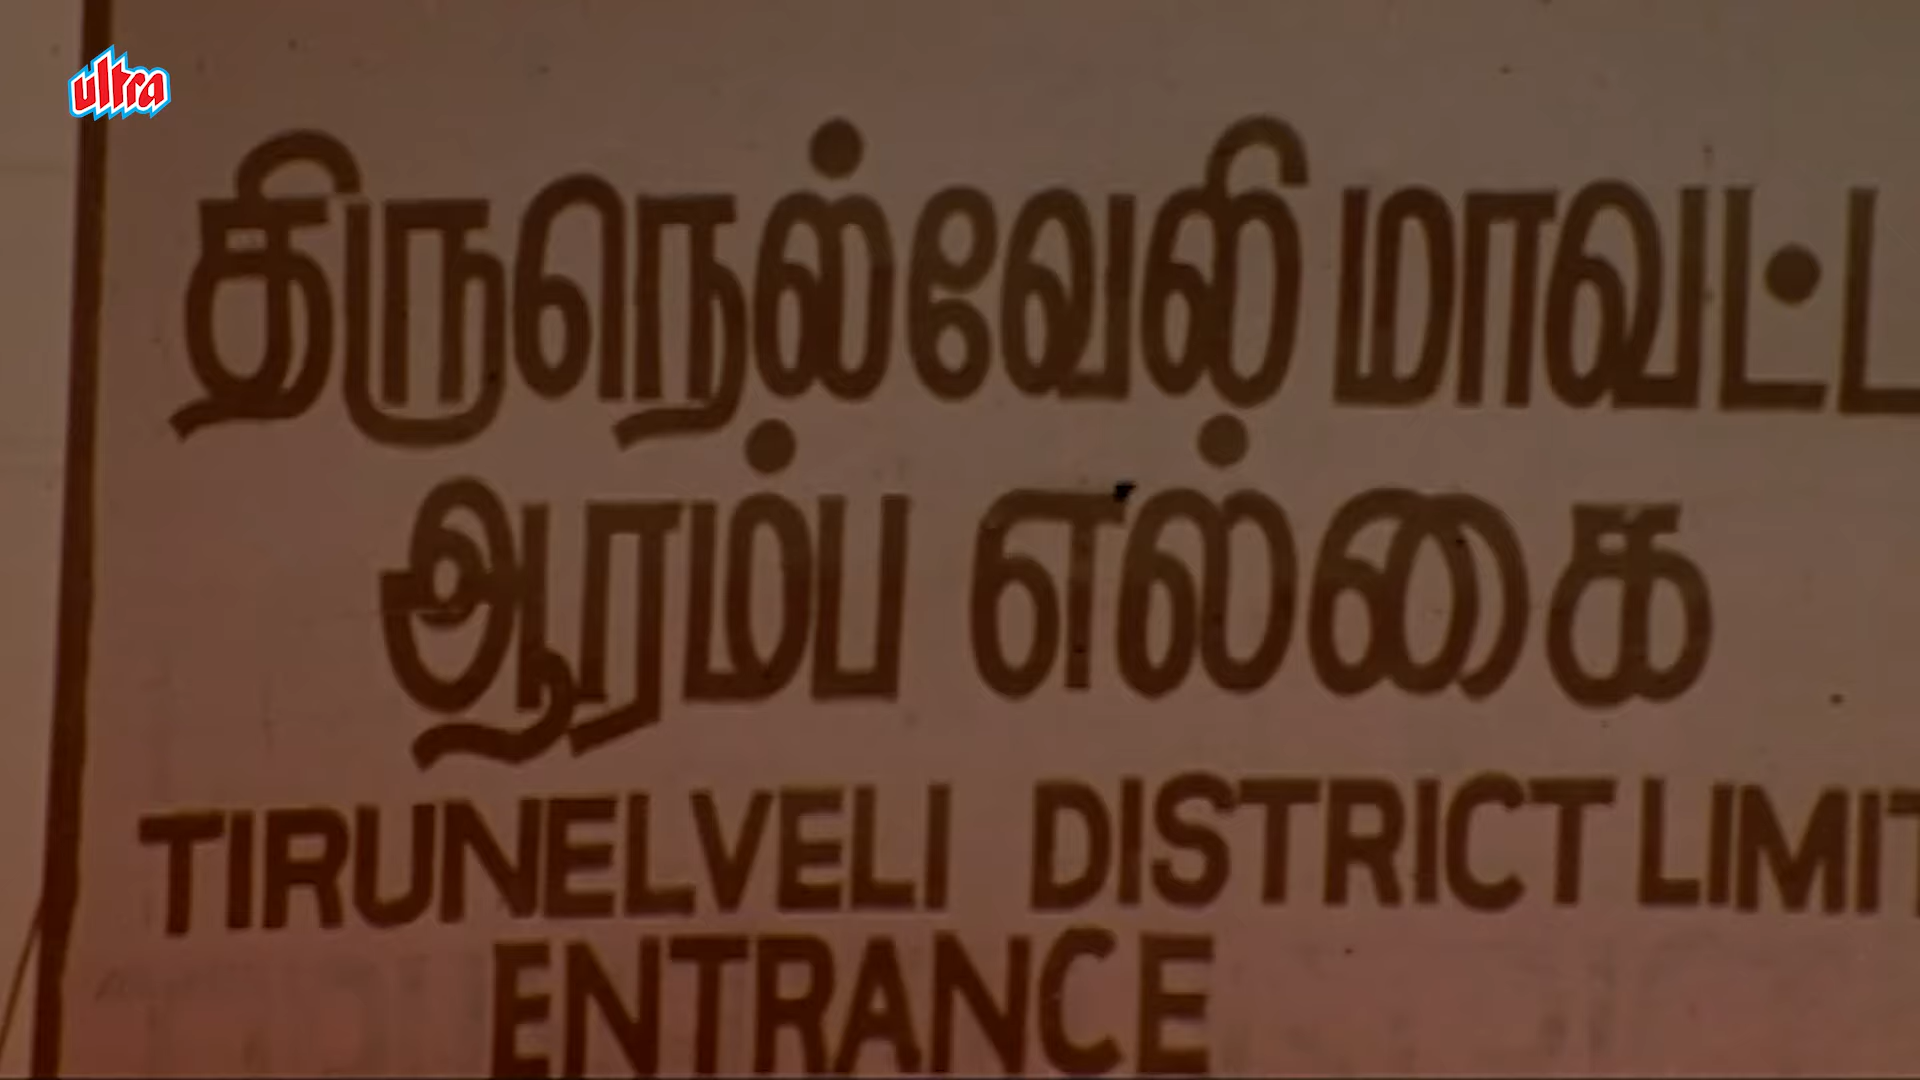 ultra
திருநெல்வேலி மாவட்ட
ஆரம்ப எல்கை
TIRUNELVELI DISTRICT LIMIT
ENTRANCE